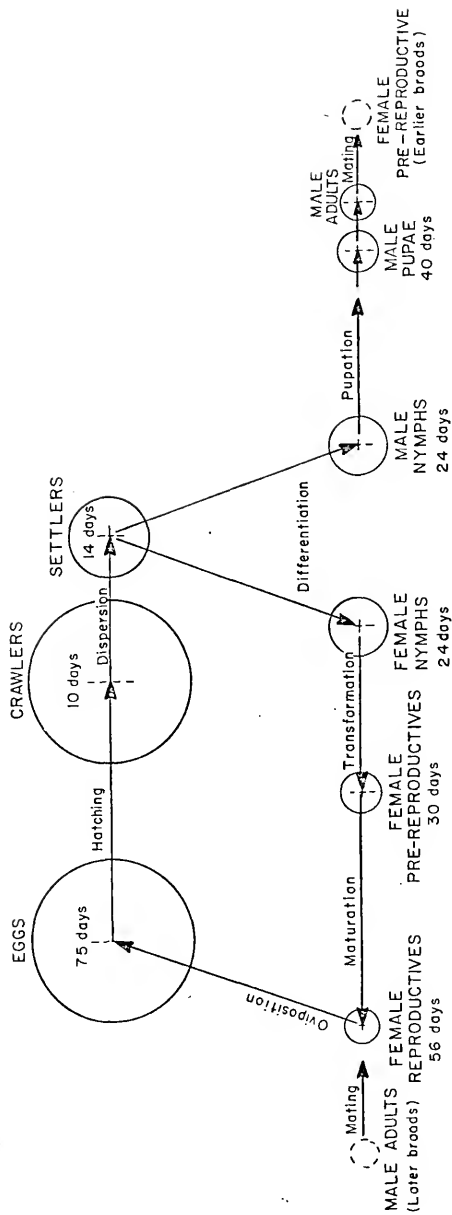 EGGS
75 days
Hatching
CRAWLERS
10 days
Dispersion
SETTLERS
14 days
Oviposition
Differentiation
Mating
MALE ADULTS
(Later broods)
FEMALE
REPRODUCTIVES
56 days
Maturation
FEMALE
PRE-REPRODUCTIVES
30 days
Transformation
FEMALE
NYMPHS
24 days
MALE
NYMPHS
24 days
Pupation
MALE
PUPAE
40 days
MALE
ADULTS
Mating
FEMALE
PRE-REPRODUCTIVE
(Earlier broods)